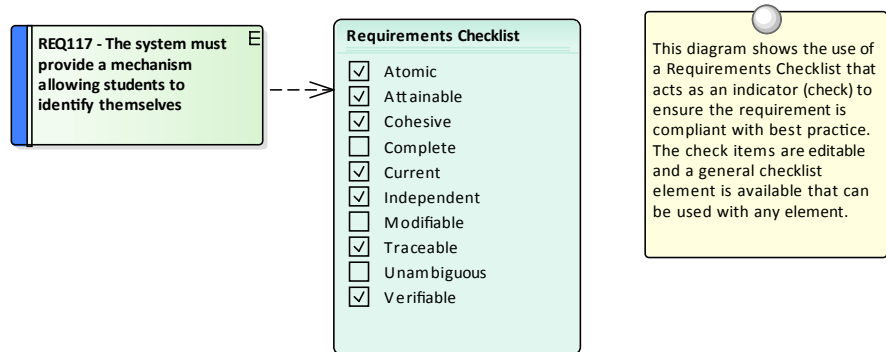 REQ117 - The system must
provide a mechanism
allowing students to
identify themselves
E
Requirements Checklist
Atomic
Attainable
Cohesive
Complete
Current
Independent
Modifiable
Traceable
Unambiguous
Verifiable
This diagram shows the use of
a Requirements Checklist that
acts as an indicator (check) to
ensure the requirement is
compliant with best practice.
The check items are editable
and a general checklist
element is available that can
be used with any element.